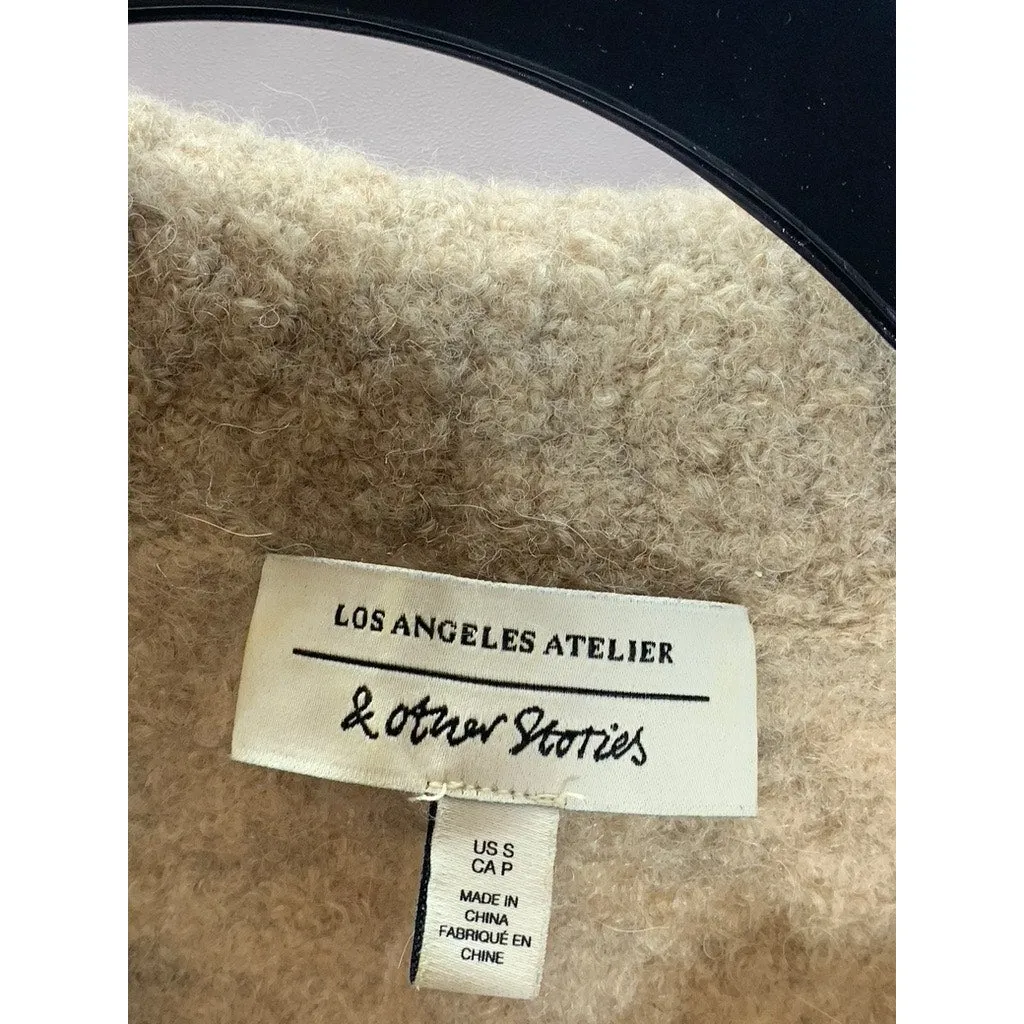 LOS ANGELES ATELIER
& other Stories
US S
CA P
MADE IN
CHINA
FABRIQUÉ EN
CHINE